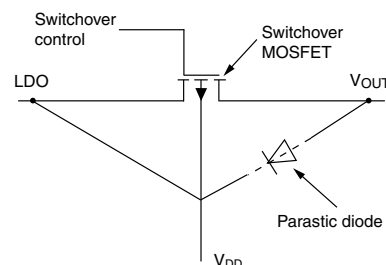 Switchover
control
Switchover
MOSFET
LDO
VOUT
Parastic diode
VDD